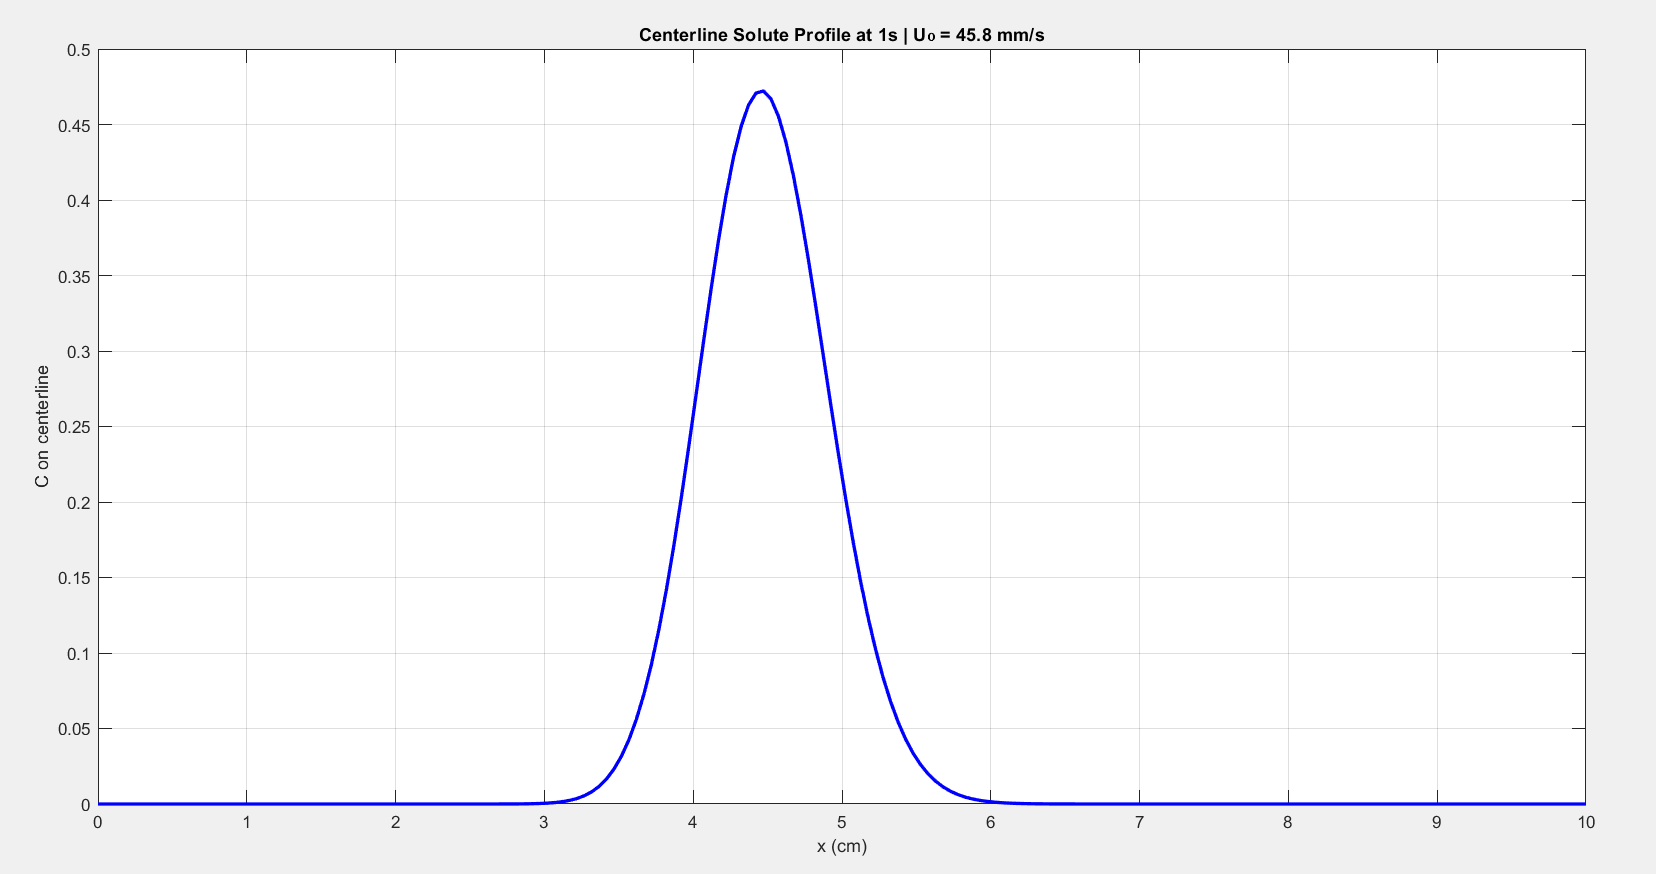 Centerline Solute Profile at 1s | U₀ = 45.8 mm/s
0.5
0.45
0.4
0.35
0.3
0.25
0.2
0.15
0.1
0.05
0
C on centerline
0 1 2 3 4 5 6 7 8 9 10
x (cm)